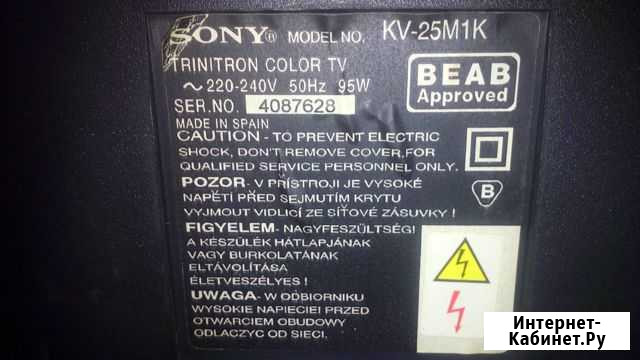 SONY® MODEL NO. KV-25M1K
TRINITRON COLOR TV
~ 220-240V 50Hz 95W
SER.NO. 4087628
MADE IN SPAIN
BEAB
Approved
CAUTION - TO PREVENT ELECTRIC
SHOCK, DON'T REMOVE COVER,FOR
QUALIFIED SERVICE PERSONNEL ONLY.
POZOR - V PŘÍSTROJI JE VYSOKÉ
NAPĚTÍ PŘED SEJMUTÍM KRYTU
VYJMOUT VIDLICÍ ZE SÍŤOVÉ ZÁSUVKY !
B
FIGYELEM - NAGYFESZÜLTSÉG!
A KÉSZÜLÉK HÁTLAPJÁNAK
VAGY BURKOLATÁNAK
ELTÁVOLÍTÁSA
ÉLETVESZÉLYES !
UWAGA - W ODBIORNIKU
WYSOKIE NAPIECIE! PRZED
OTWARCIEM OBUDOWY
ODLACZYC OD SIECI.
Интернет-
Кабинет.Ру